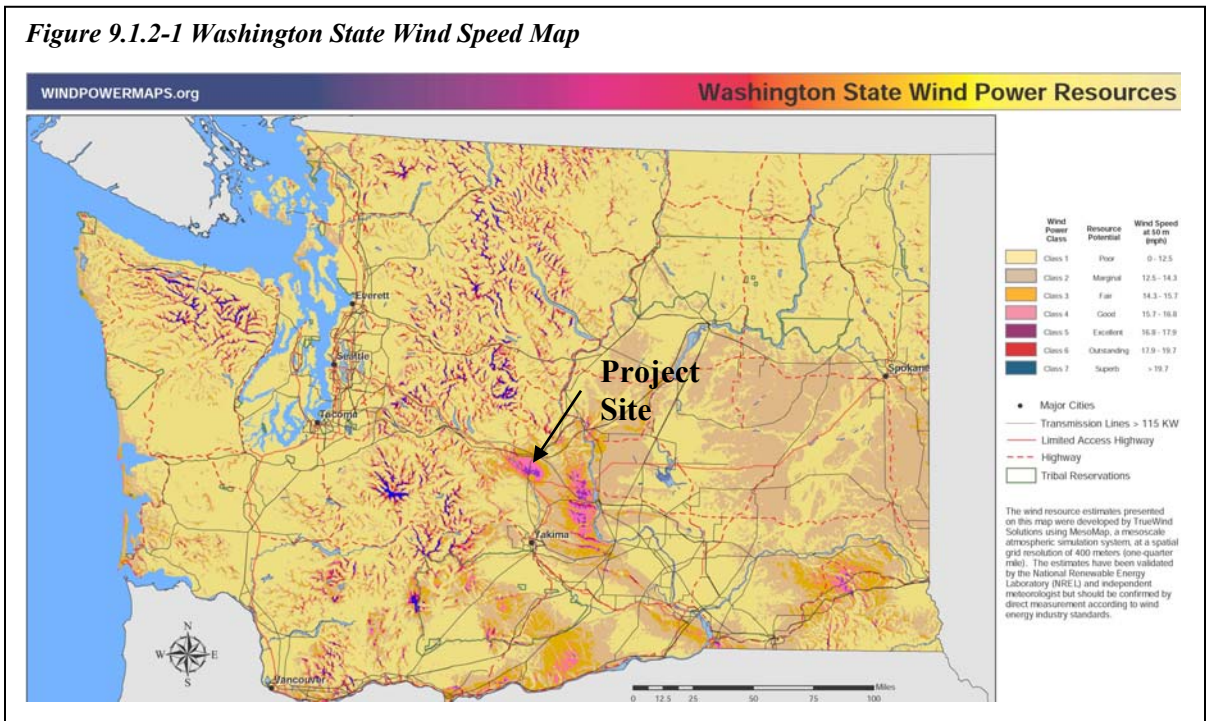 Figure 9.1.2-1 Washington State Wind Speed Map
WINDPOWERMAPS.org
Washington State Wind Power Resources
Everett
Seattle
Tacoma
Project
Site
Spokane
Yakima
Vancouver
N
W E
S
Miles
0 12.5 25 50 75 100
Wind Power Class Resource Potential Wind Speed at 50 m (mph)
Class 1 Poor 0 - 12.5
Class 2 Marginal 12.5 - 14.3
Class 3 Fair 14.3 - 15.7
Class 4 Good 15.7 - 16.8
Class 5 Excellent 16.8 - 17.9
Class 6 Outstanding 17.9 - 19.7
Class 7 Superb > 19.7
Major Cities
Transmission Lines > 115 KW
Limited Access Highway
Highway
Tribal Reservations
The wind resource estimates presented
on this map were developed by TrueWind
Solutions using MesoMap, a mesoscale
atmospheric simulation system, at a spatial
grid resolution of 400 meters (one-quarter
mile). The estimates have been validated
by the National Renewable Energy
Laboratory (NREL) and independent
meteorologist but should be confirmed by
direct measurement according to wind
energy industry standards.